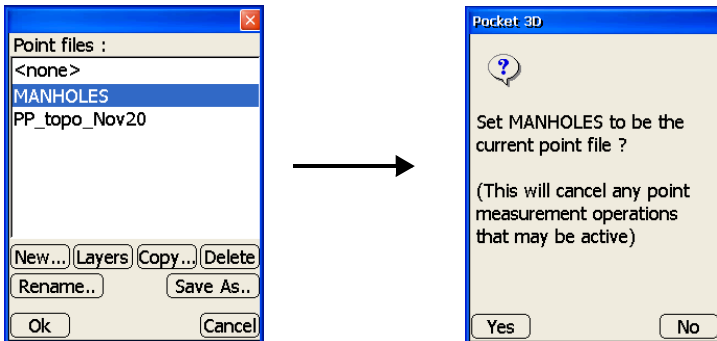 Point files :
<none>
MANHOLES
PP_topo_Nov20
New... Layers Copy... Delete
Rename.. Save As..
Ok Cancel
Pocket 3D
?
Set MANHOLES to be the
current point file ?
(This will cancel any point
measurement operations
that may be active)
Yes No